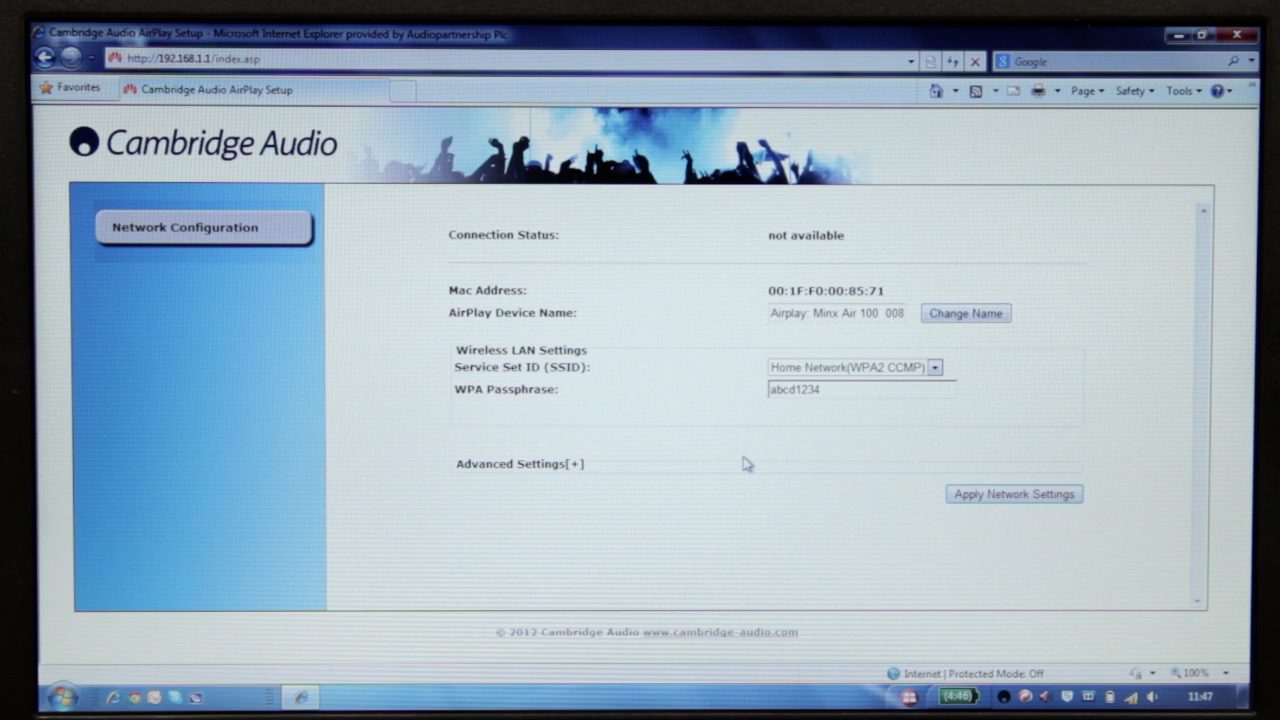 Cambridge Audio AirPlay Setup - Microsoft Internet Explorer provided by Audiopartnership Plc
http://192.168.1.1/index.asp
Google
Favorites
Cambridge Audio AirPlay Setup
Page
Safety
Tools
Cambridge Audio
Network Configuration
Connection Status: not available
Mac Address: 00:1F:F0:00:85:71
AirPlay Device Name: Airplay: Minx Air 100 008 Change Name
Wireless LAN Settings
Service Set ID (SSID): Home Network(WPA2 CCMP)
WPA Passphrase: abcd1234
Advanced Settings[+]
Apply Network Settings
© 2012 Cambridge Audio www.cambridge-audio.com
Internet | Protected Mode: Off
100%
(4:46)
11:47